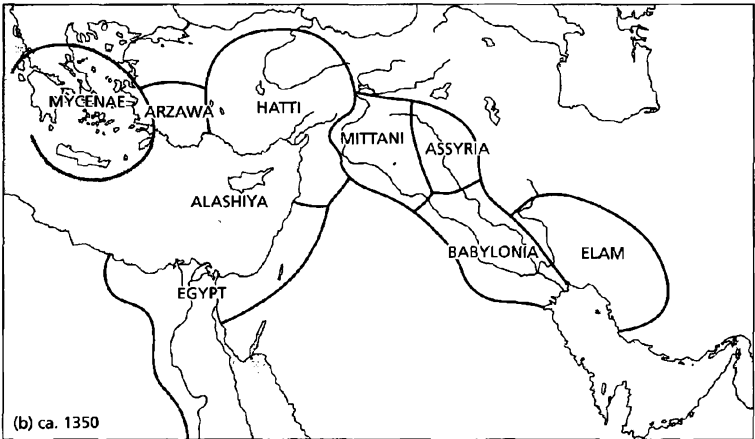 MYCENAE
ARZAWA
HATTI
MITTANI
ASSYRIA
ALASHIYA
BABYLONIA
ELAM
EGYPT
(b) ca. 1350